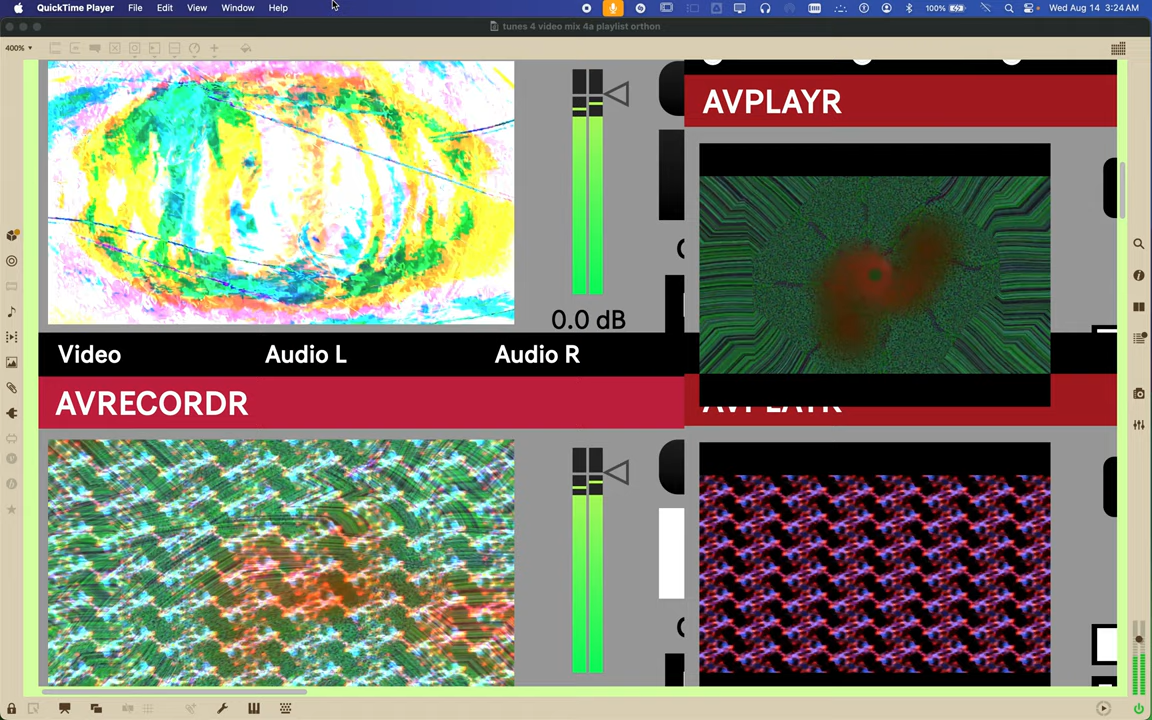 QuickTime Player File Edit View Window Help 100% Wed Aug 14 3:24 AM
tunes 4 video mix 4a playlist orthon
400%
AVPLAYR
0.0 dB
Video Audio L Audio R
AVRECORDR
AVPLAYR